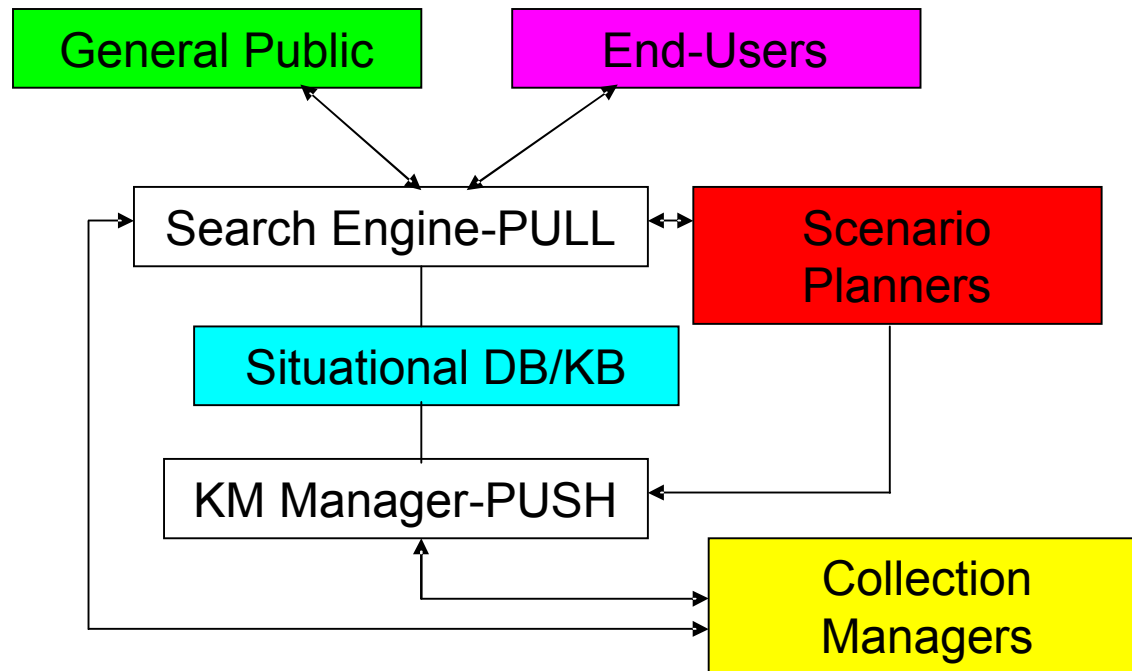 General Public
End-Users
Search Engine-PULL
Scenario
Planners
Situational DB/KB
KM Manager-PUSH
Collection
Managers